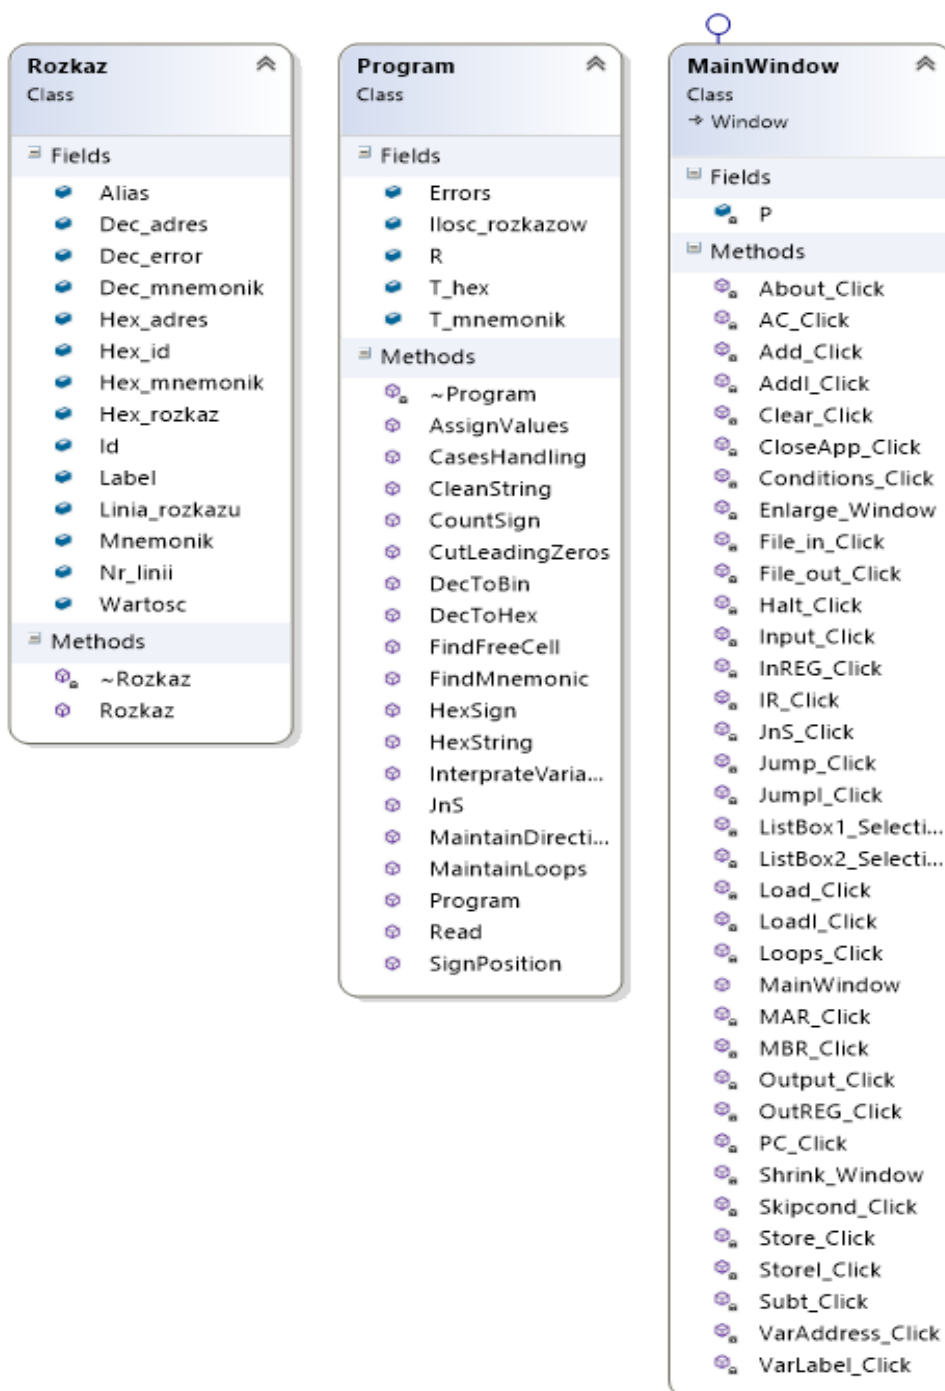 Rozkaz
Class
Fields
Alias
Dec_adres
Dec_error
Dec_mnemonik
Hex_adres
Hex_id
Hex_mnemonik
Hex_rozkaz
Id
Label
Linia_rozkazu
Mnemonik
Nr_linii
Wartosc
Methods
~Rozkaz
Rozkaz
Program
Class
Fields
Errors
Ilosc_rozkazow
R
T_hex
T_mnemonik
Methods
~Program
AssignValues
CasesHandling
CleanString
CountSign
CutLeadingZeros
DecToBin
DecToHex
FindFreeCell
FindMnemonic
HexSign
HexString
InterprateVaria...
JnS
MaintainDirecti...
MaintainLoops
Program
Read
SignPosition
MainWindow
Class
Window
Fields
P
Methods
About_Click
AC_Click
Add_Click
AddI_Click
Clear_Click
CloseApp_Click
Conditions_Click
Enlarge_Window
File_in_Click
File_out_Click
Halt_Click
Input_Click
InREG_Click
IR_Click
JnS_Click
Jump_Click
JumpI_Click
ListBox1_Selecti...
ListBox2_Selecti...
Load_Click
LoadI_Click
Loops_Click
MainWindow
MAR_Click
MBR_Click
Output_Click
OutREG_Click
PC_Click
Shrink_Window
Skipcond_Click
Store_Click
StoreI_Click
Subt_Click
VarAddress_Click
VarLabel_Click